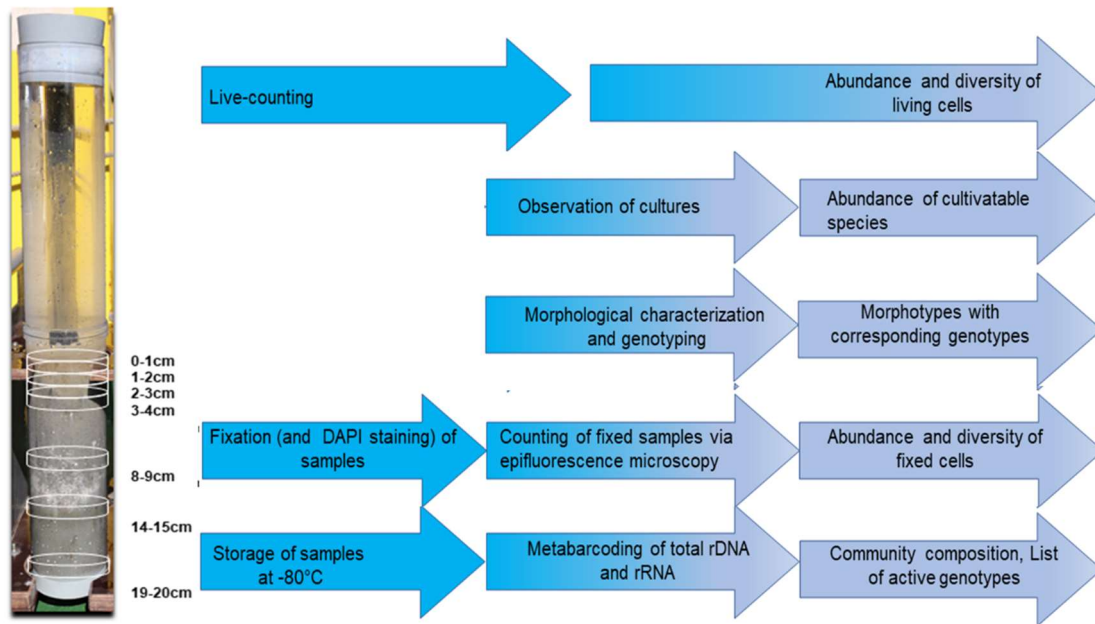 Live-counting
Abundance and diversity of
living cells
Observation of cultures
Abundance of cultivatable
species
Morphological characterization
and genotyping
Morphotypes with
corresponding genotypes
0-1cm
1-2cm
2-3cm
3-4cm
8-9cm
14-15cm
19-20cm
Fixation (and DAPI staining) of
samples
Counting of fixed samples via
epifluorescence microscopy
Abundance and diversity of
fixed cells
Storage of samples
at -80°C
Metabarcoding of total rDNA
and rRNA
Community composition, List
of active genotypes